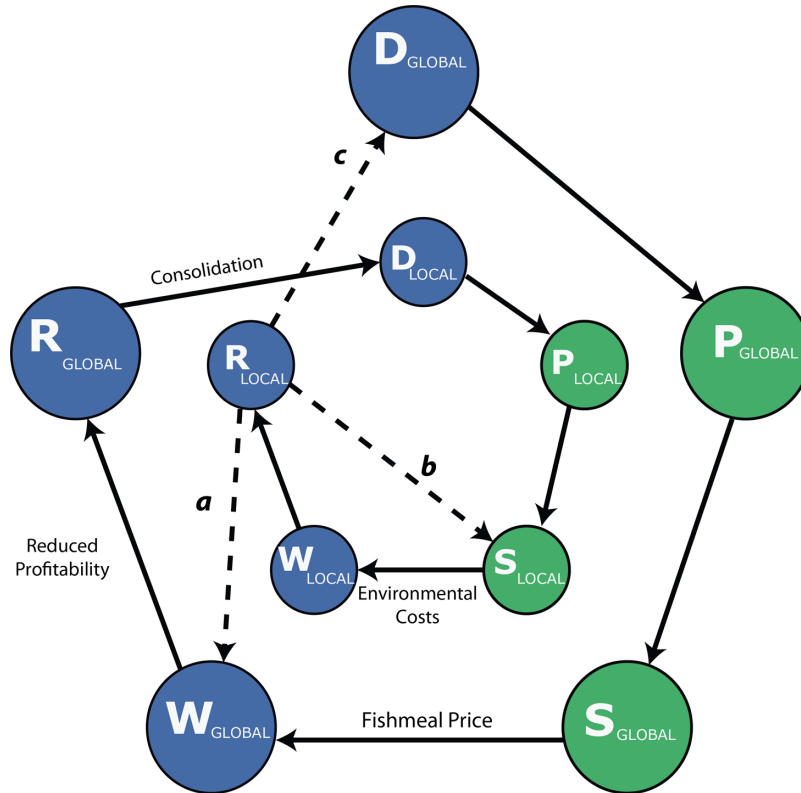 D GLOBAL
c
Consolidation
D LOCAL
R GLOBAL
R LOCAL
P LOCAL
P GLOBAL
b
a
Reduced
Profitability
W LOCAL
S LOCAL
Environmental
Costs
W GLOBAL
Fishmeal Price
S GLOBAL